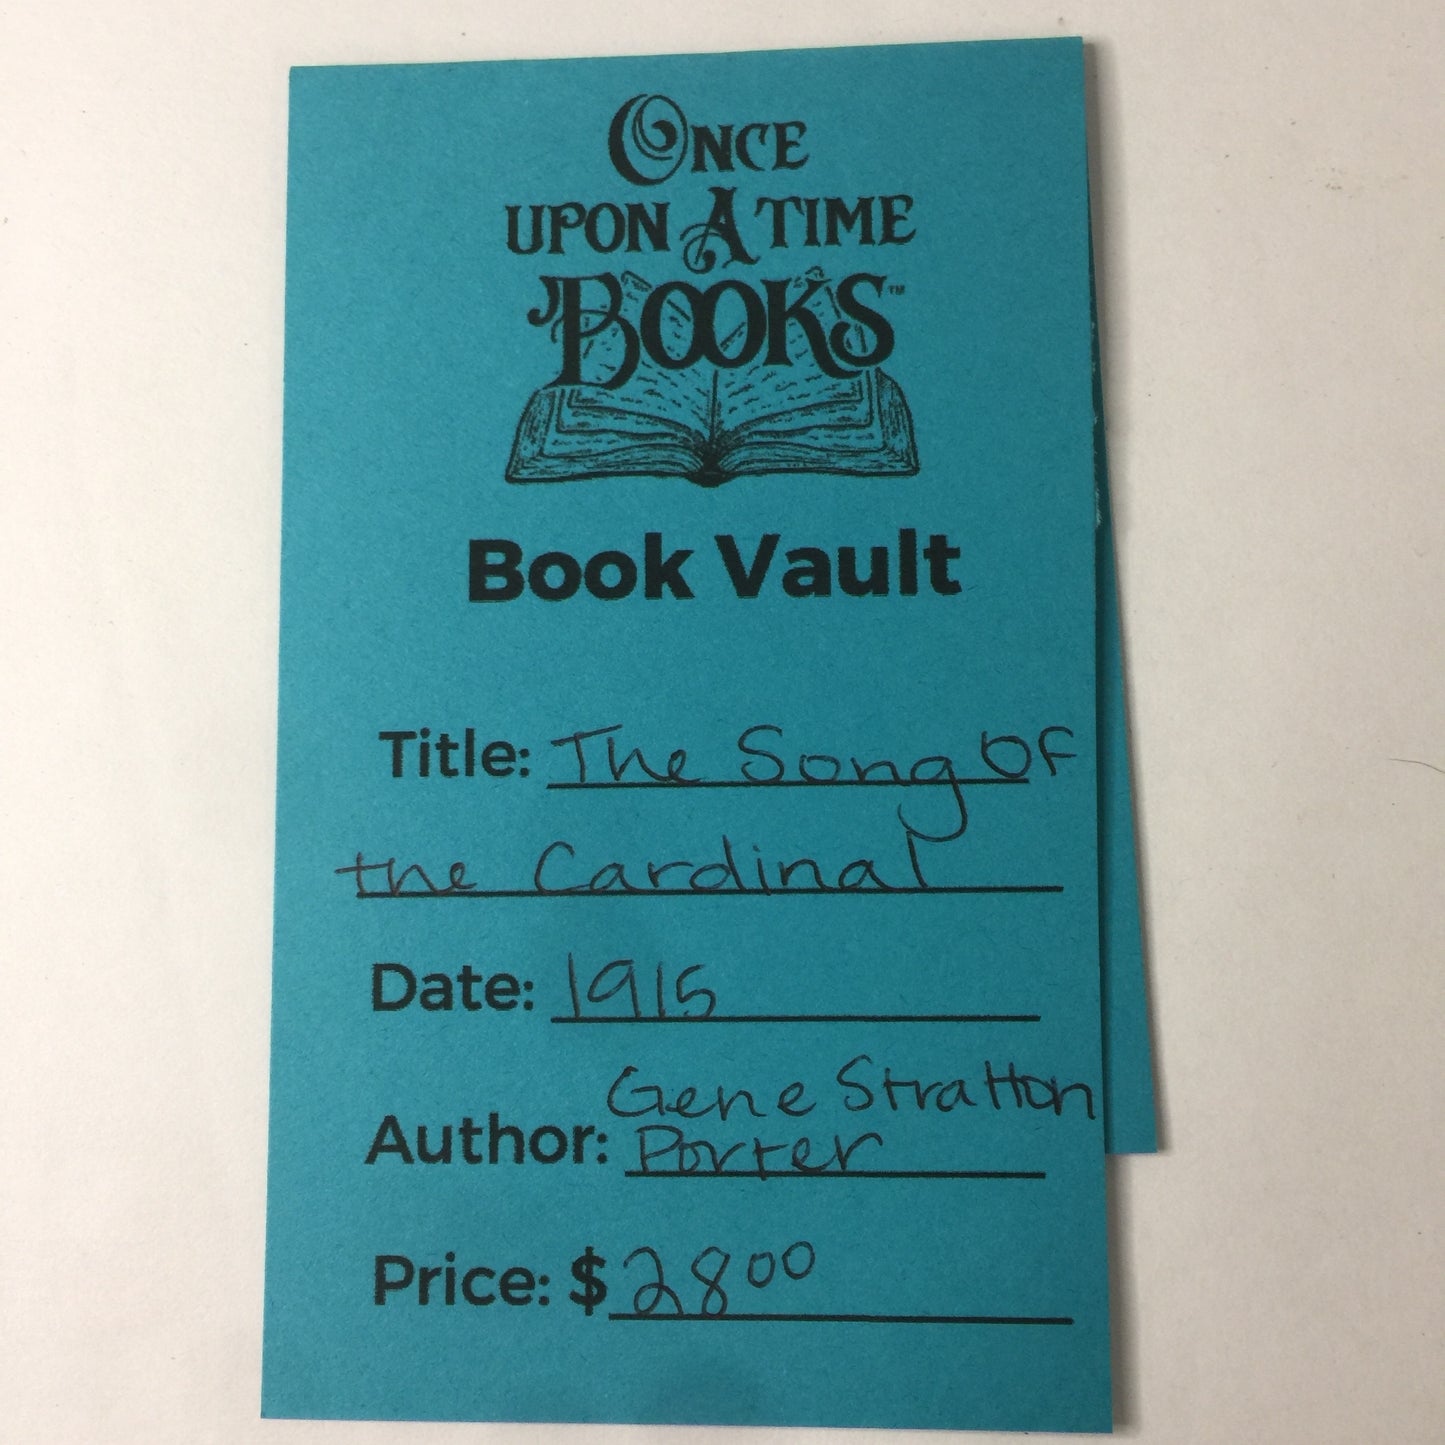 ONCE
UPON A TIME
BOOKS™
Book Vault
Title: The Song Of
the Cardinal
Date: 1915
Gene Stratton
Author: Porter
Price: $ 28 00